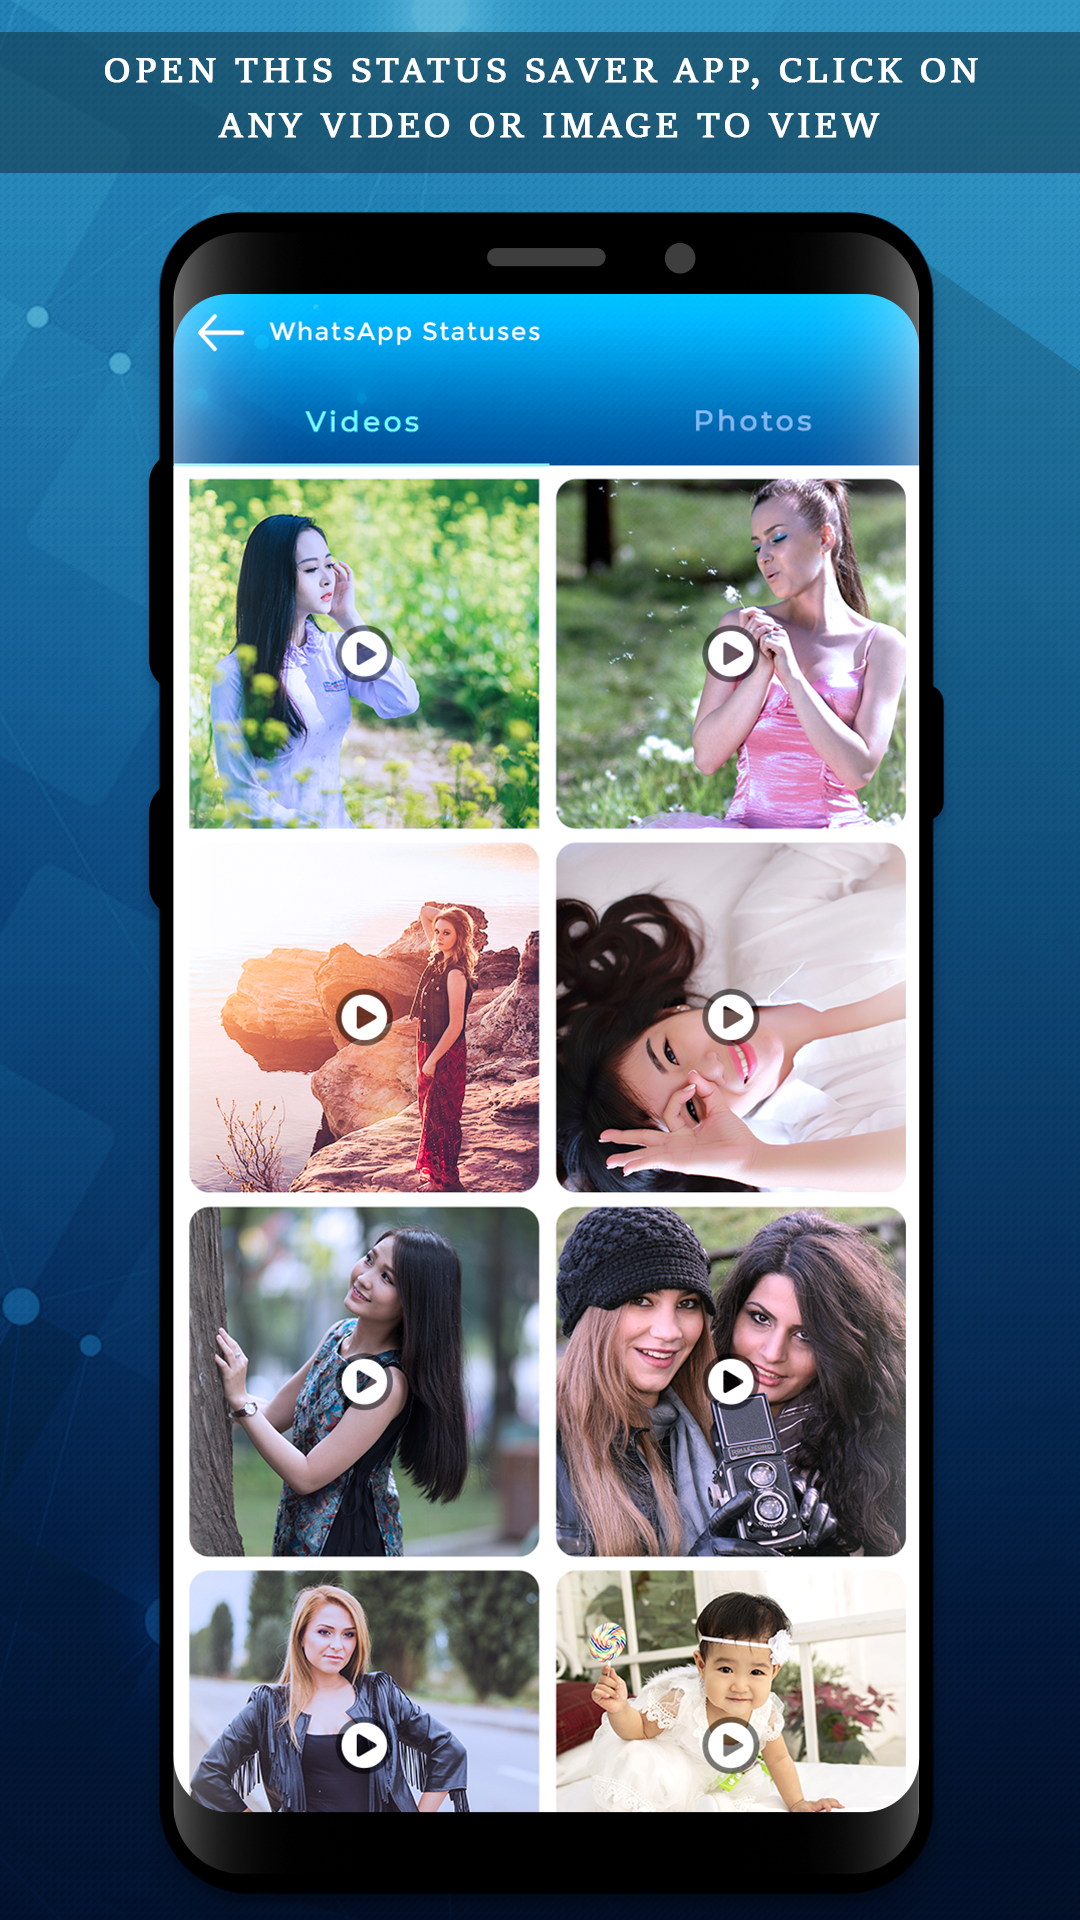 OPEN THIS STATUS SAVER APP, CLICK ON
ANY VIDEO OR IMAGE TO VIEW
WhatsApp Statuses
Videos
Photos